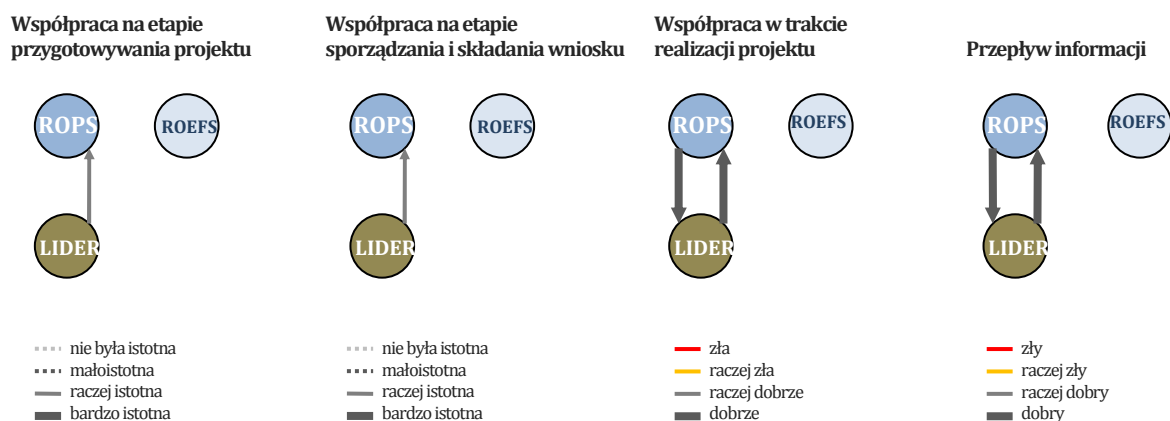 Współpraca na etapie
przygotowywania projektu
ROPS
ROEFS
LIDER
nie była istotna
małoistotna
raczej istotna
bardzo istotna
Współpraca na etapie
sporządzania i składania wniosku
ROPS
ROEFS
LIDER
nie była istotna
małoistotna
raczej istotna
bardzo istotna
Współpraca w trakcie
realizacji projektu
ROPS
ROEFS
LIDER
zła
raczej zła
raczej dobrze
dobrze
Przepływ informacji
ROPS
ROEFS
LIDER
zły
raczej zły
raczej dobry
dobry